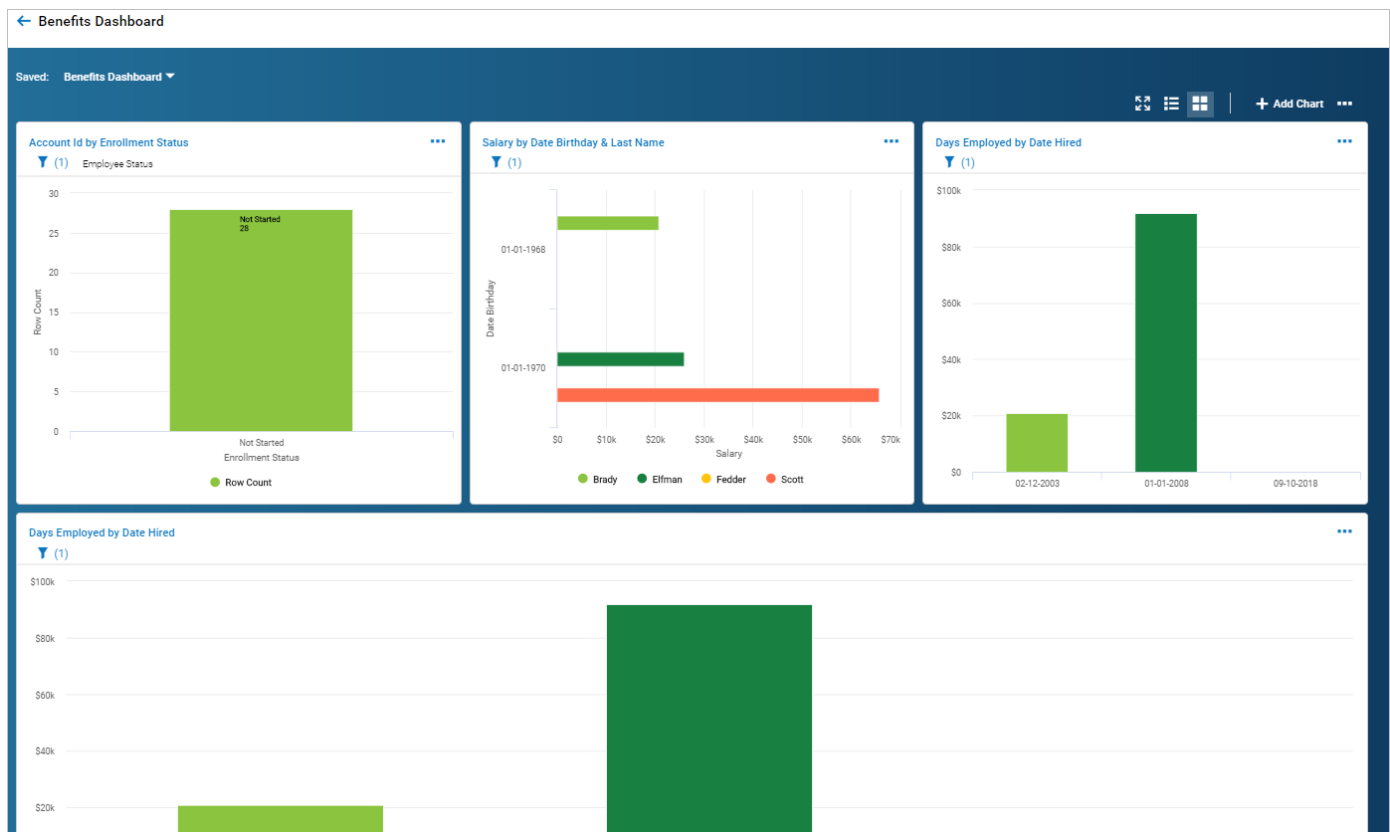 Benefits Dashboard
Saved: Benefits Dashboard
Add Chart
Account Id by Enrollment Status
(1) Employee Status
30
25
20
15
10
5
0
Row Count
Not Started
28
Not Started
Enrollment Status
Row Count
Salary by Date Birthday & Last Name
(1)
Date Birthday
01-01-1968
01-01-1970
$0 $10k $20k $30k $40k $50k $60k $70k
Salary
Brady Elfman Fedder Scott
Days Employed by Date Hired
(1)
$100k
$80k
$60k
$40k
$20k
$0
02-12-2003 01-01-2008 09-10-2018
Days Employed by Date Hired
(1)
$100k
$80k
$60k
$40k
$20k